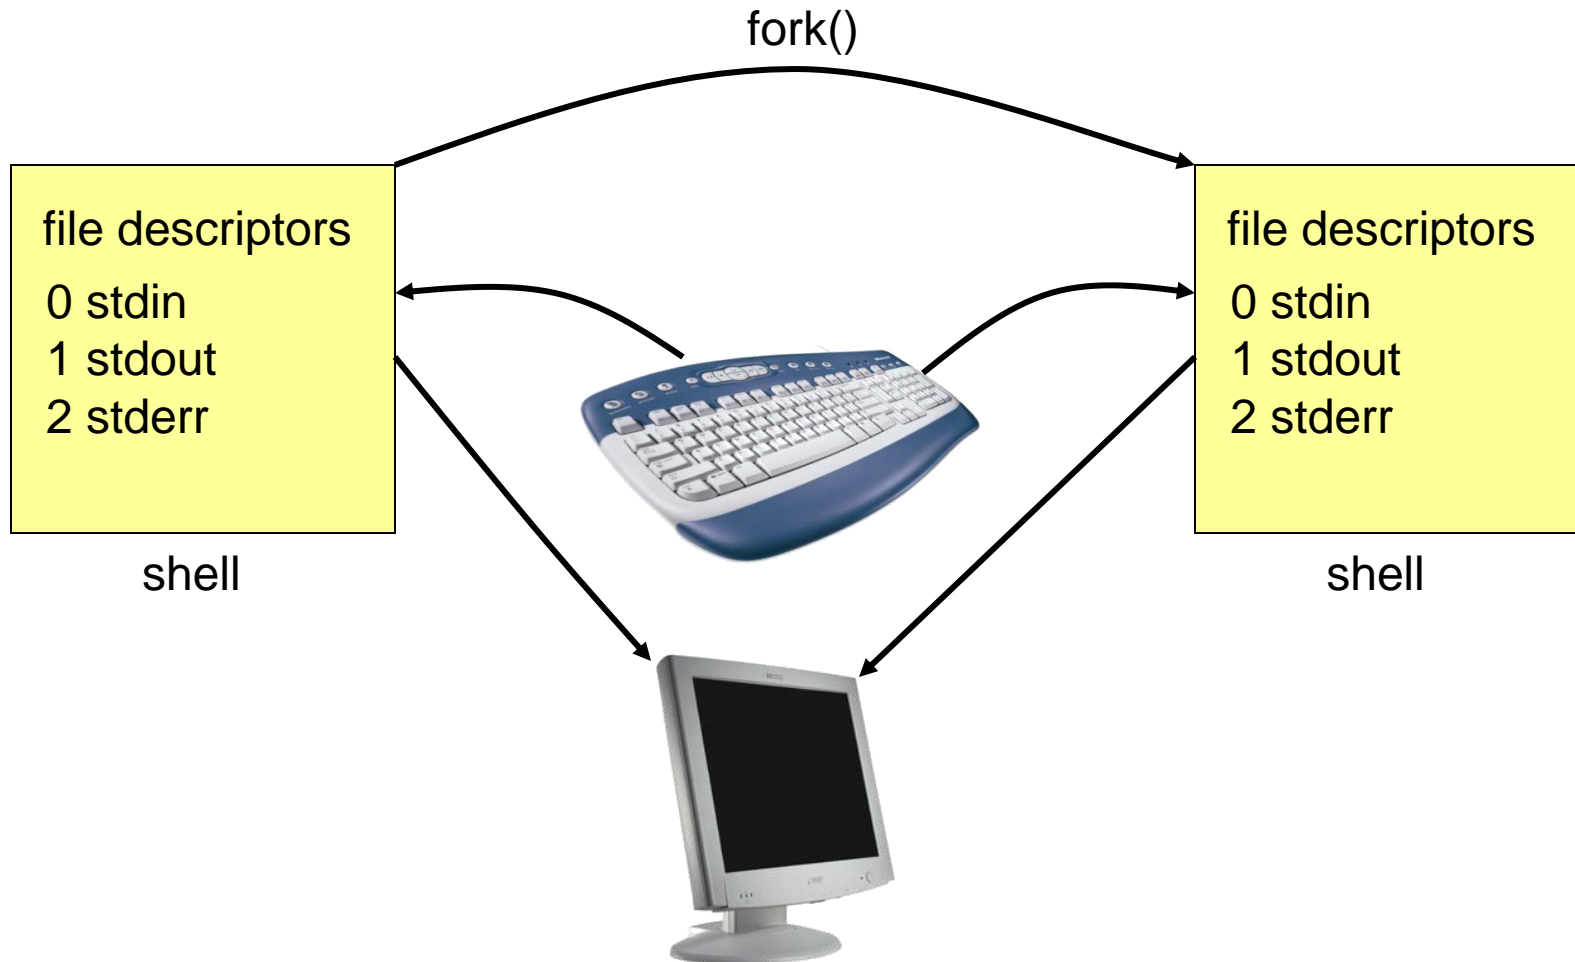 fork()
file descriptors
0 stdin
1 stdout
2 stderr
shell
file descriptors
0 stdin
1 stdout
2 stderr
shell